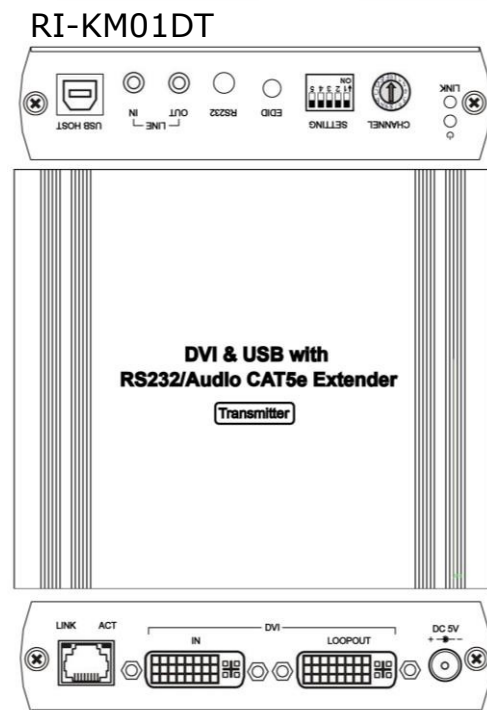 RI-KM01DT
USB HOST
IN
LINE
OUT
RS232
EDID
5 4 3 2 1
ON
SETTING
CHANNEL
LINK
DVI & USB with
RS232/Audio CAT5e Extender
Transmitter
LINK ACT
DVI
IN
LOOPOUT
DC 5V
+ -